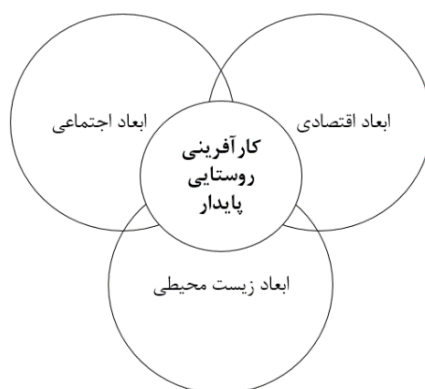 ابعاد اقتصادی
ابعاد اجتماعی
کارآفرینی
روستایی
پایدار
ابعاد زیست محیطی